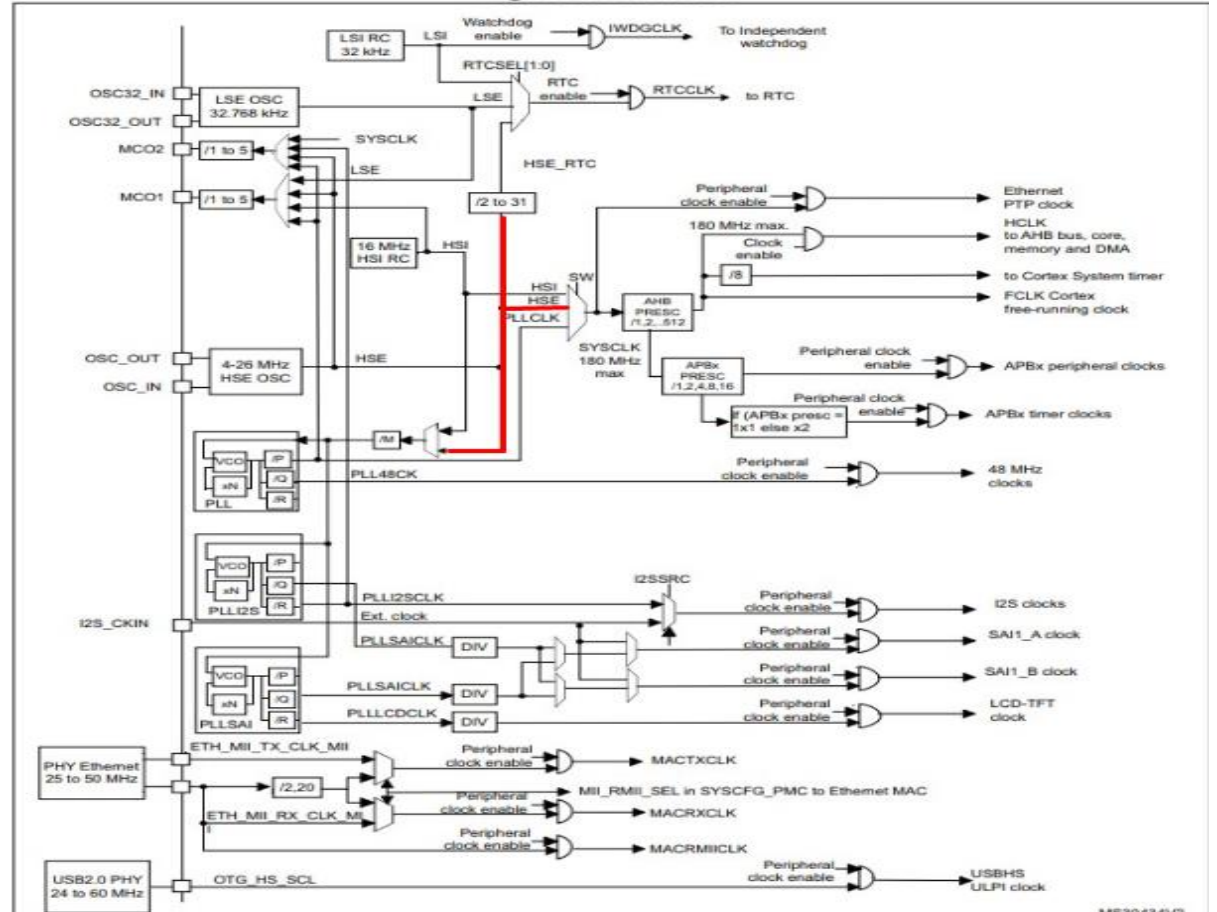 LSI RC
32 kHz
LSI
Watchdog
enable
IWDGCLK
To Independent
watchdog
RTCSEL[1:0]
OSC32_IN
OSC32_OUT
LSE OSC
32.768 kHz
LSE
RTC
enable
RTCCLK
to RTC
MCO2
/1 to 5
SYSCLK
LSE
HSE_RTC
MCO1
/1 to 5
/2 to 31
Peripheral
clock enable
Ethernet
PTP clock
16 MHz
HSI RC
HSI
180 MHz max.
Clock
enable
HCLK
to AHB bus, core,
memory and DMA
/8
to Cortex System timer
SW
HSI
HSE
PLLCLK
AHB
PRESC
/1,2,..512
FCLK Cortex
free-running clock
SYSCLK
180 MHz
max
OSC_OUT
OSC_IN
4-26 MHz
HSE OSC
HSE
APBx
PRESC
/1,2,4,8,16
Peripheral clock
enable
APBx peripheral clocks
if (APBx presc =
1x1 else x2
Peripheral clock
enable
APBx timer clocks
/M
VCO
xN
/P
/Q
/R
PLL
PLL48CK
Peripheral
clock enable
48 MHz
clocks
VCO
xN
/P
/Q
/R
PLLI2S
I2SSRC
PLLI2SCLK
Peripheral
clock enable
I2S clocks
I2S_CKIN
Ext. clock
PLLSAICLK
DIV
Peripheral
clock enable
SAI1_A clock
VCO
xN
/P
/Q
/R
PLLSAI
PLLSAICLK
DIV
Peripheral
clock enable
SAI1_B clock
PLLLCDCLK
DIV
Peripheral
clock enable
LCD-TFT
clock
PHY Ethernet
25 to 50 MHz
ETH_MII_TX_CLK_MII
Peripheral
clock enable
MACTXCLK
/2,20
MII_RMII_SEL in SYSCFG_PMC to Ethernet MAC
ETH_MII_RX_CLK_MI
I
Peripheral
clock enable
MACRXCLK
Peripheral
clock enable
MACRMIICLK
USB2.0 PHY
24 to 60 MHz
OTG_HS_SCL
Peripheral
clock enable
USBHS
ULPI clock